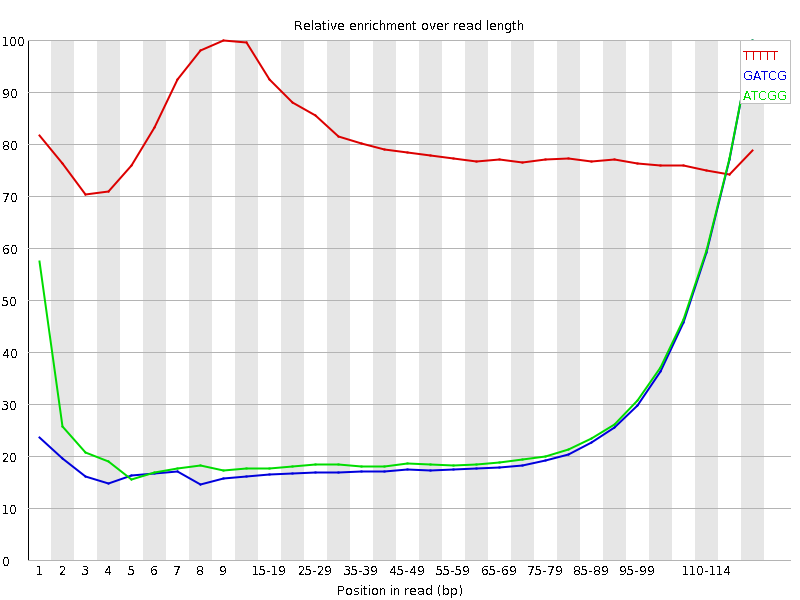 Relative enrichment over read length
100
90
80
70
60
50
40
30
20
10
0
TTTTT
GATCG
ATCGG
1 2 3 4 5 6 7 8 9 15-19 25-29 35-39 45-49 55-59 65-69 75-79 85-89 95-99 110-114
Position in read (bp)